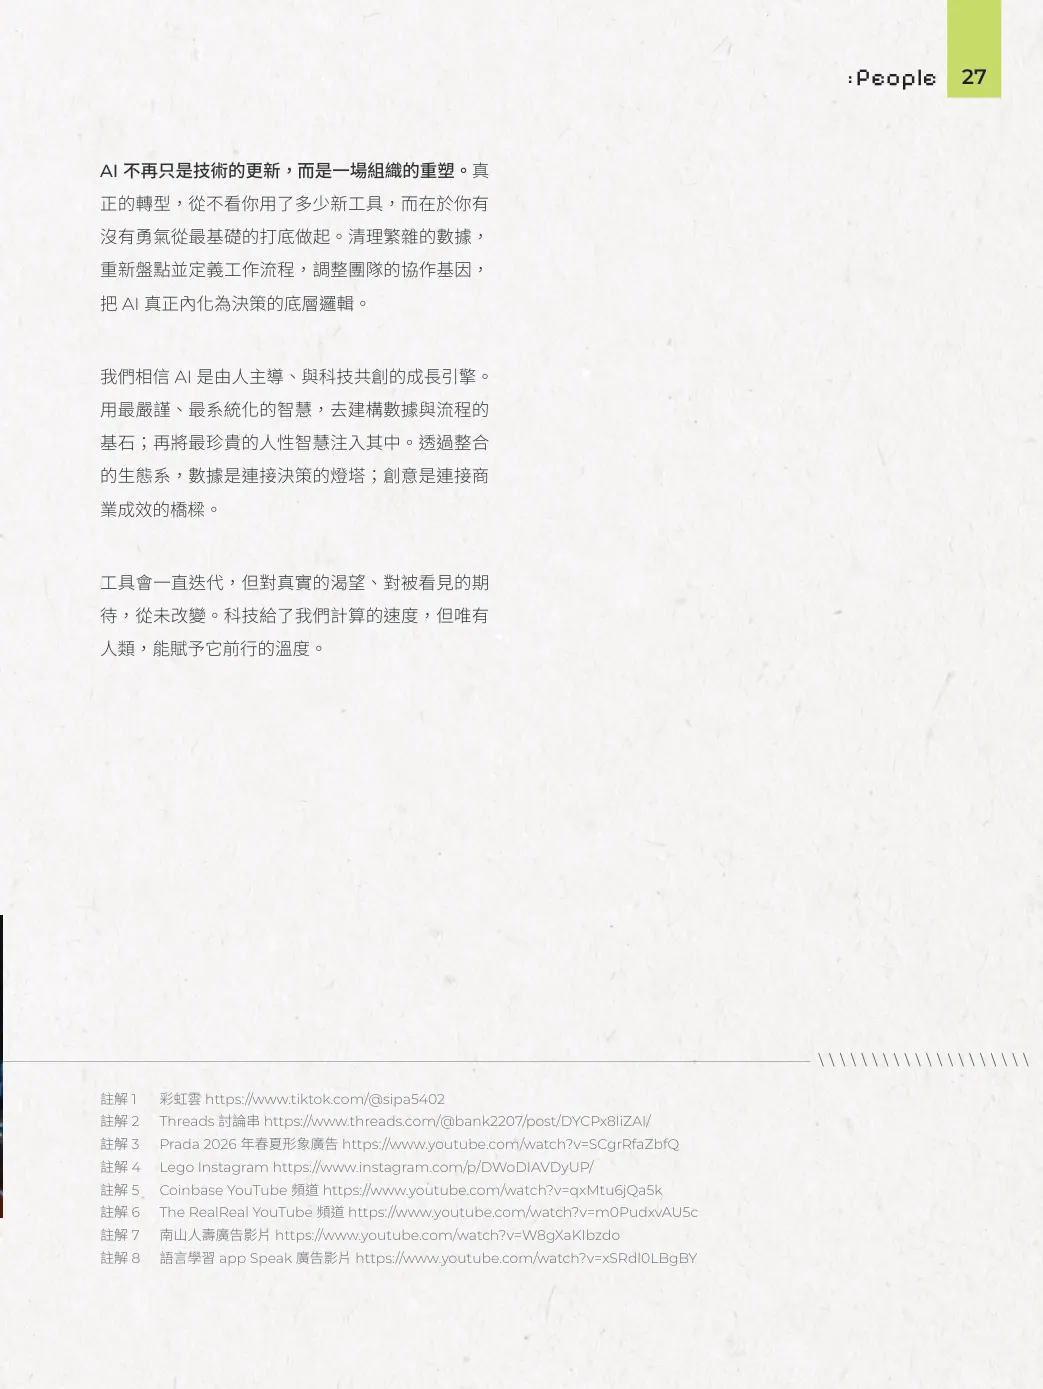 :People 27
AI 不再只是技術的更新，而是一場組織的重塑。真
正的轉型，從不看你用了多少新工具，而在於你有
沒有勇氣從最基礎的打底做起。清理繁雜的數據，
重新盤點並定義工作流程，調整團隊的協作基因，
把 AI 真正內化為決策的底層邏輯。
我們相信 AI 是由人主導、與科技共創的成長引擎。
用最嚴謹、最系統化的智慧，去建構數據與流程的
基石；再將最珍貴的人性智慧注入其中。透過整合
的生態系，數據是連接決策的燈塔；創意是連接商
業成效的橋樑。
工具會一直迭代，但對真實的渴望、對被看見的期
待，從未改變。科技給了我們計算的速度，但唯有
人類，能賦予它前行的溫度。
註解 1 彩虹雲 https://www.tiktok.com/@sipa5402
註解 2 Threads 討論串 https://www.threads.com/@bank2207/post/DYCPx8liZAI/
註解 3 Prada 2026 年春夏形象廣告 https://www.youtube.com/watch?v=SCgrRfaZbfQ
註解 4 Lego Instagram https://www.instagram.com/p/DWoDIAVDyUP/
註解 5 Coinbase YouTube 頻道 https://www.youtube.com/watch?v=qxMtu6jQa5k
註解 6 The RealReal YouTube 頻道 https://www.youtube.com/watch?v=m0PudxvAU5c
註解 7 南山人壽廣告影片 https://www.youtube.com/watch?v=W8gXaKIbzdo
註解 8 語言學習 app Speak 廣告影片 https://www.youtube.com/watch?v=xSRdl0LBgBY